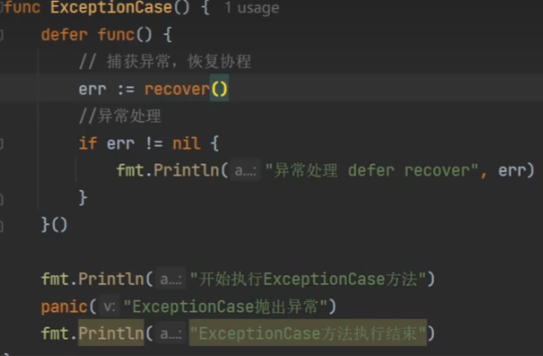 func ExceptionCase() { 1 usage
defer func() {
// 捕获异常，恢复协程
err := recover()
//异常处理
if err != nil {
fmt.Println( a...: "异常处理 defer recover", err)
}
}()
fmt.Println( a...: "开始执行ExceptionCase方法")
panic( v: "ExceptionCase抛出异常")
fmt.Println( a...: "ExceptionCase方法执行结束")